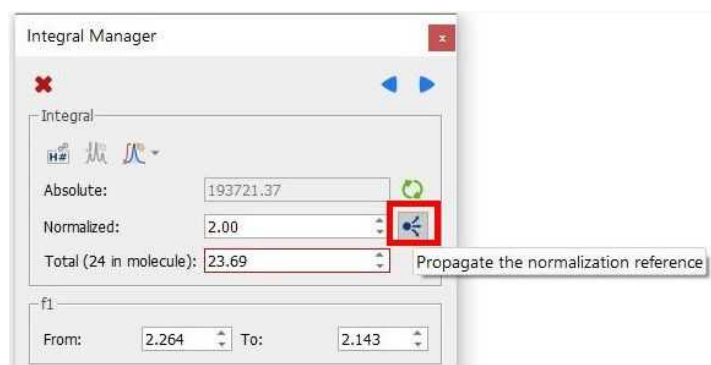 Integral Manager
x
Integral
H#
Absolute: 193721.37
Normalized: 2.00
Propagate the normalization reference
Total (24 in molecule): 23.69
f1
From: 2.264 To: 2.143